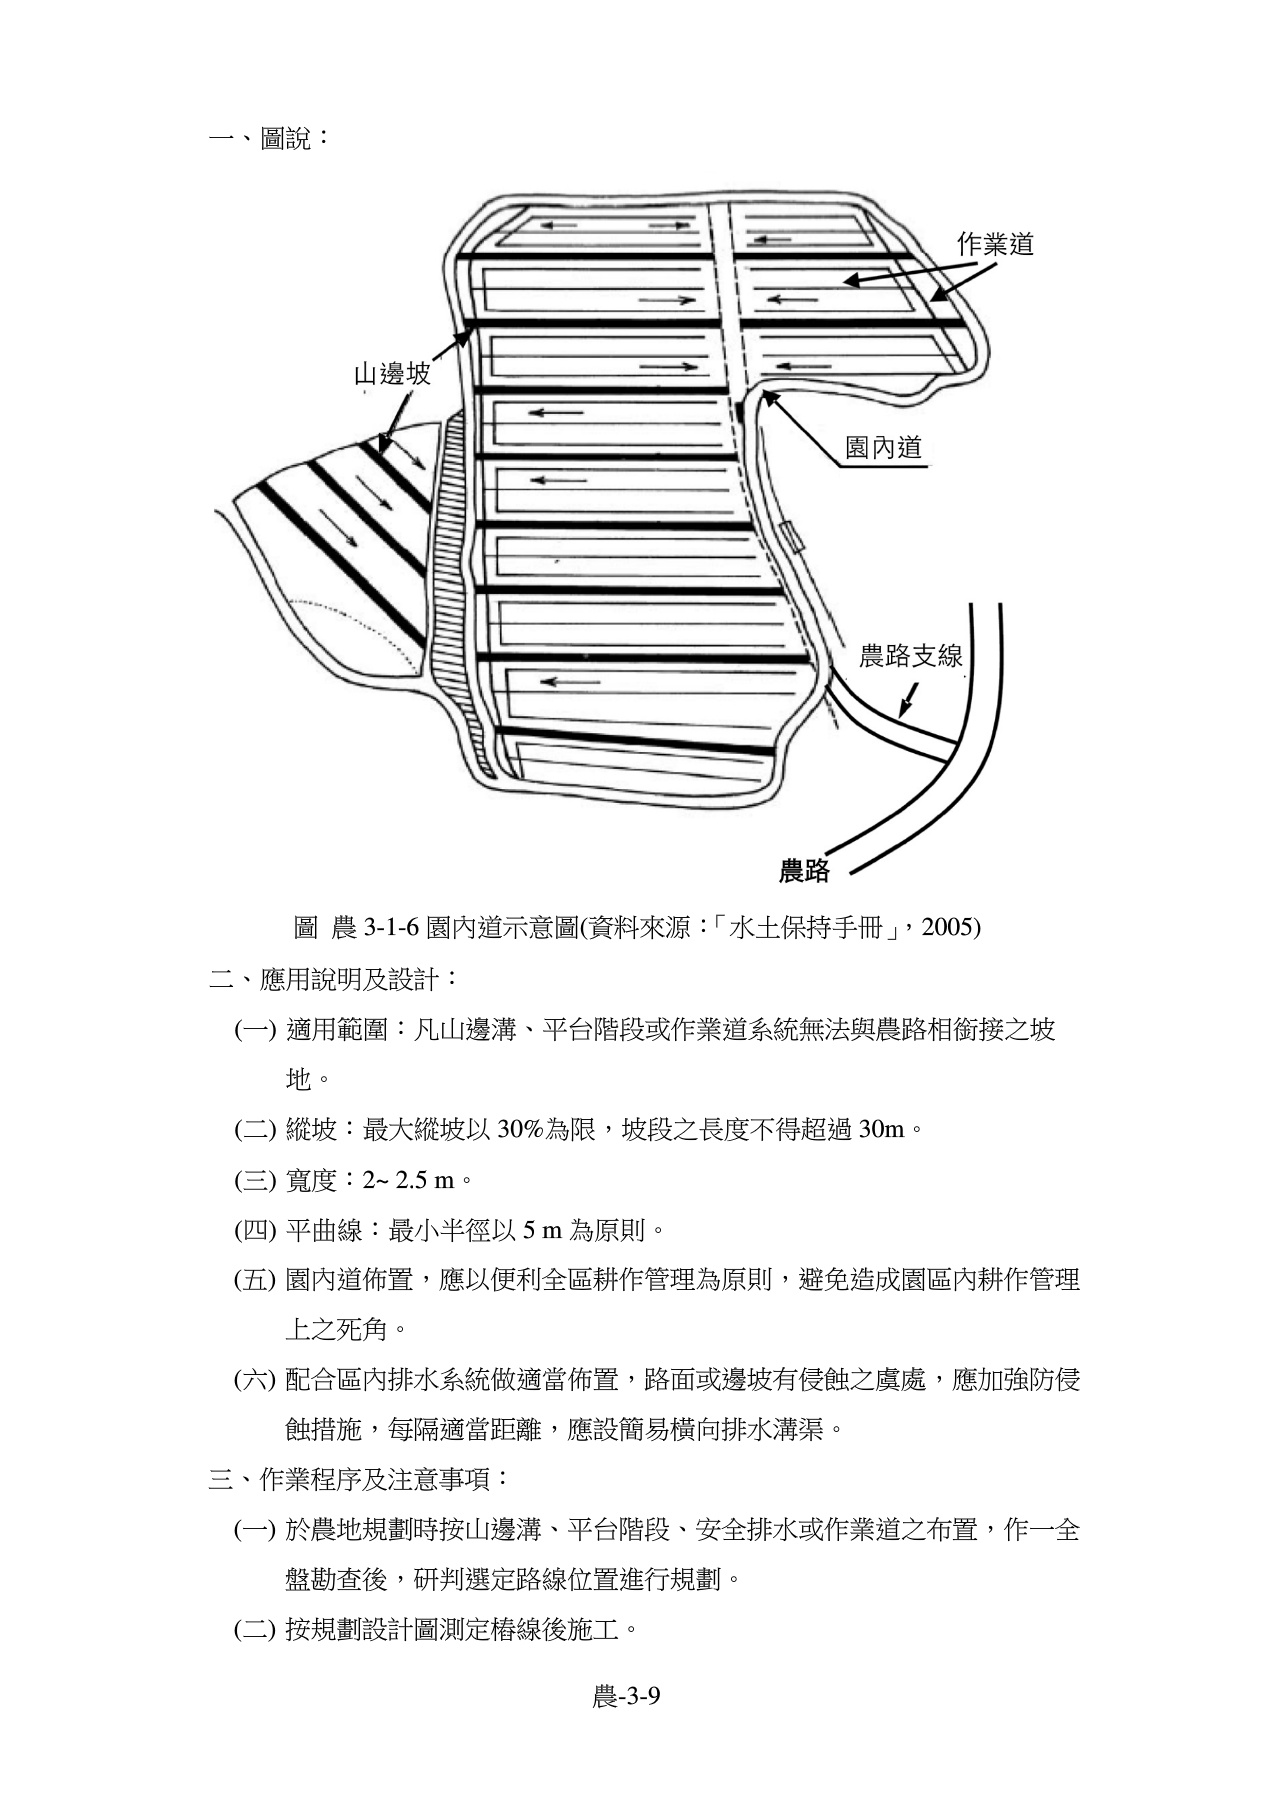 一、圖說：
作業道
山邊坡
園內道
農路支線
農路
圖 農 3-1-6 園內道示意圖(資料來源：「水土保持手冊」，2005)
二、應用說明及設計：
(一) 適用範圍：凡山邊溝、平台階段或作業道系統無法與農路相銜接之坡
地。
(二) 縱坡：最大縱坡以 30%為限，坡段之長度不得超過 30m。
(三) 寬度：2~ 2.5 m。
(四) 平曲線：最小半徑以 5 m 為原則。
(五) 園內道佈置，應以便利全區耕作管理為原則，避免造成園區內耕作管理
上之死角。
(六) 配合區內排水系統做適當佈置，路面或邊坡有侵蝕之虞處，應加強防侵
蝕措施，每隔適當距離，應設簡易橫向排水溝渠。
三、作業程序及注意事項：
(一) 於農地規劃時按山邊溝、平台階段、安全排水或作業道之布置，作一全
盤勘查後，研判選定路線位置進行規劃。
(二) 按規劃設計圖測定樁線後施工。
農-3-9